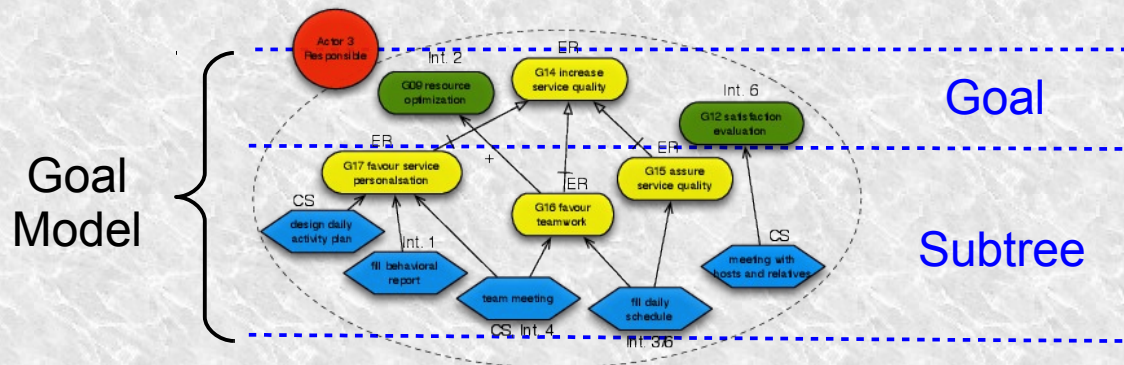 Actor 3
Responsible
ER
Int. 2
G14 increase
service quality
Goal
G09 resource
optimization
Int. 6
G12 satisfaction
evaluation
ER
+
ER
Goal
Model
G17 favour service
personalsation
G15 assure
service quality
ER
CS
G16 favour
teamwork
design daily
activity plan
Int. 1
CS
Subtree
fill behavioral
report
meeting with
hosts and relatives
team meeting
fill daily
schedule
CS, Int. 4
Int. 3/6